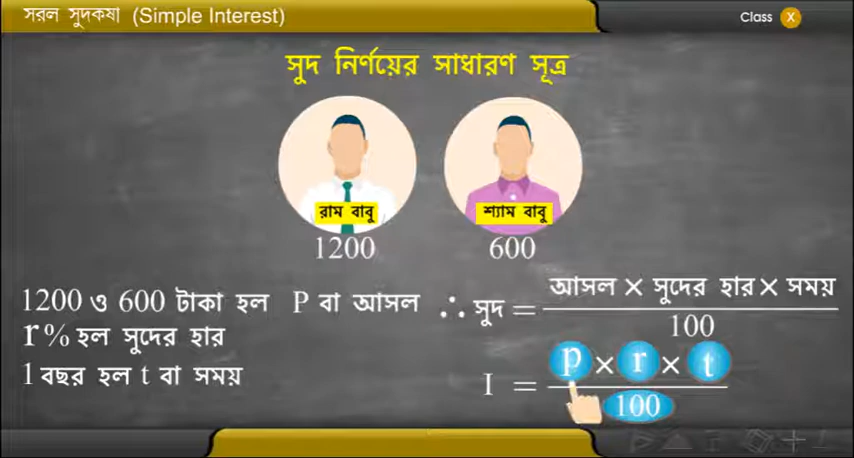 সরল সুদকষা (Simple Interest)
Class X
সুদ নির্ণয়ের সাধারণ সূত্র
রাম বাবু
শ্যাম বাবু
1200
600
1200 ও 600 টাকা হল P বা আসল
r% হল সুদের হার
1 বছর হল t বা সময়
∴ সুদ = আসল × সুদের হার × সময়
100
I = p × r × t
100